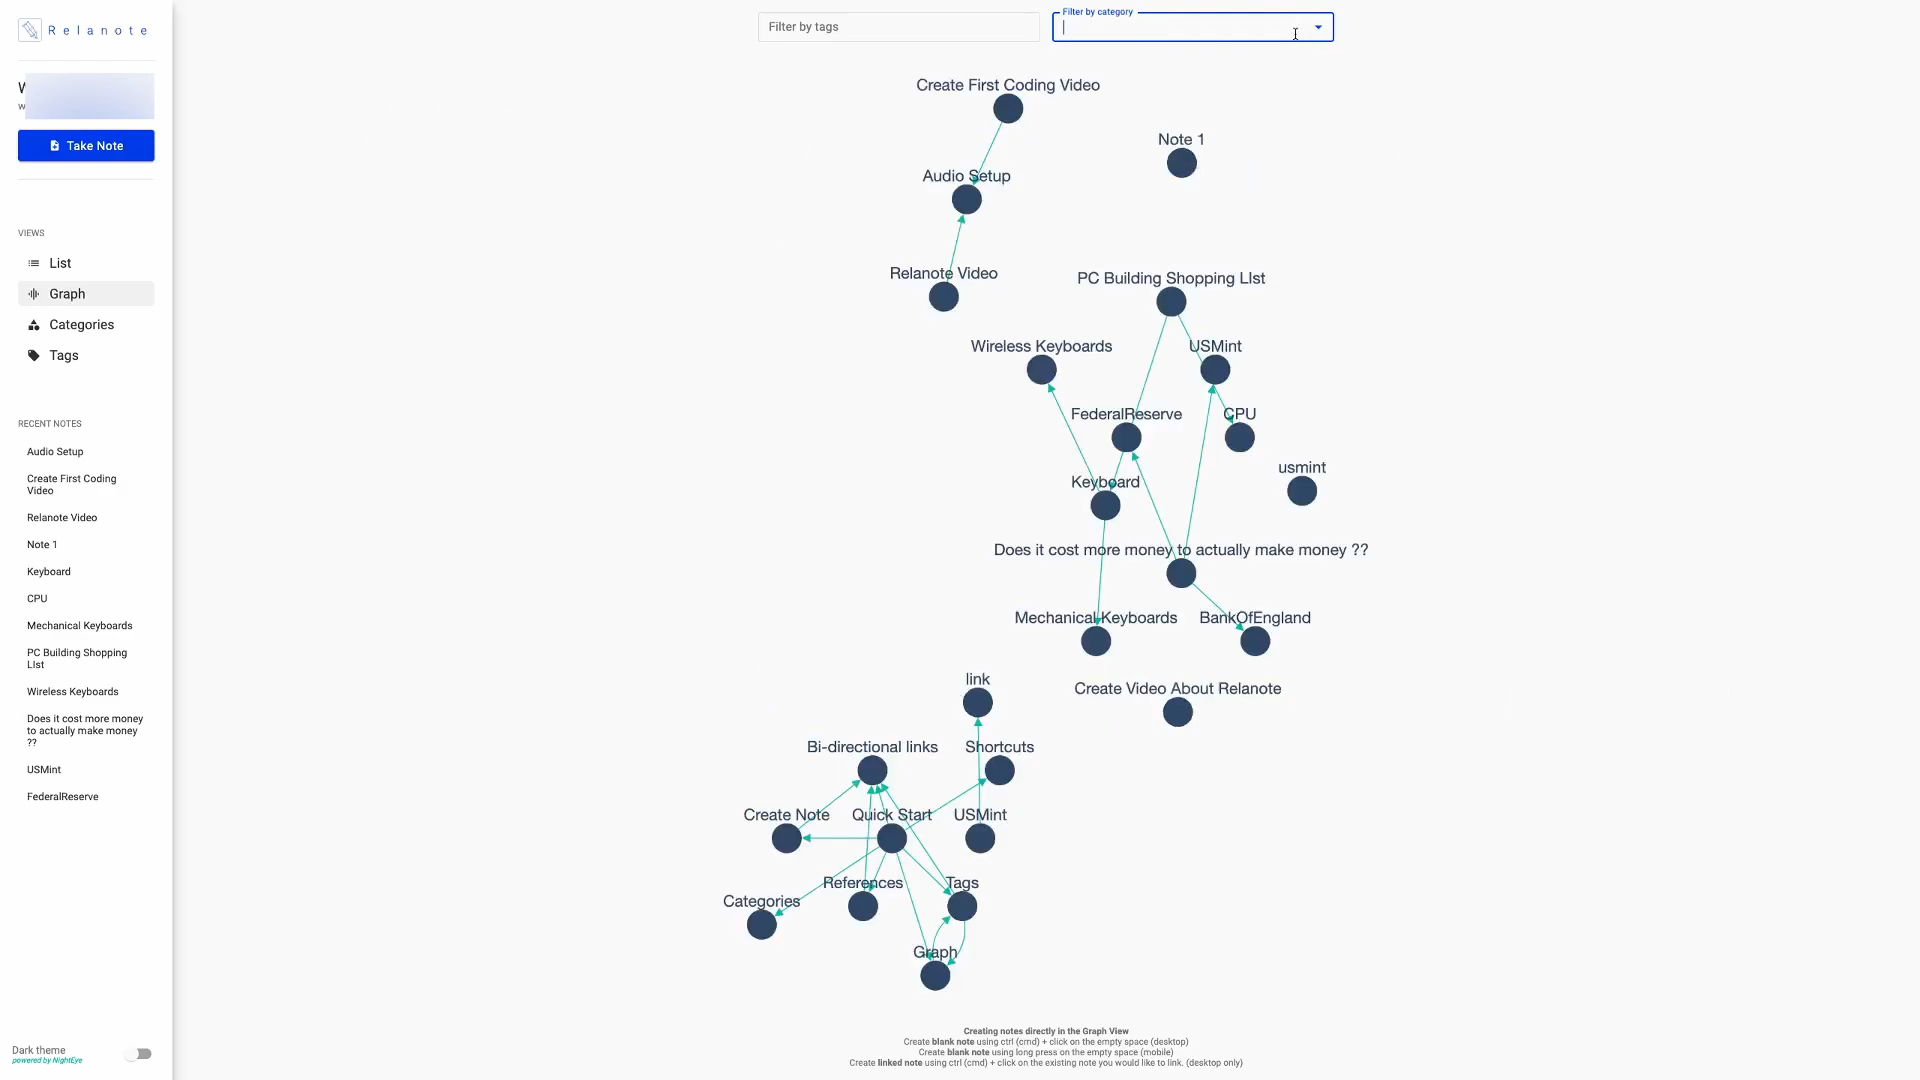 Relanote
W
w
Take Note
VIEWS
List
Graph
Categories
Tags
RECENT NOTES
Audio Setup
Create First Coding
Video
Relanote Video
Note 1
Keyboard
CPU
Mechanical Keyboards
PC Building Shopping
LIst
Wireless Keyboards
Does it cost more money
to actually make money
??
USMint
FederalReserve
Dark theme
powered by NightEye
Filter by tags
Filter by category
Create First Coding Video
Note 1
Audio Setup
Relanote Video
PC Building Shopping LIst
Wireless Keyboards
USMint
FederalReserve
CPU
usmint
Keyboard
Does it cost more money to actually make money ??
Mechanical Keyboards
BankOfEngland
link
Create Video About Relanote
Bi-directional links
Shortcuts
Create Note
Quick Start
USMint
References
Tags
Categories
Graph
Creating notes directly in the Graph View
Create blank note using ctrl (cmd) + click on the empty space (desktop)
Create blank note using long press on the empty space (mobile)
Create linked note using ctrl (cmd) + click on the existing note you would like to link. (desktop only)